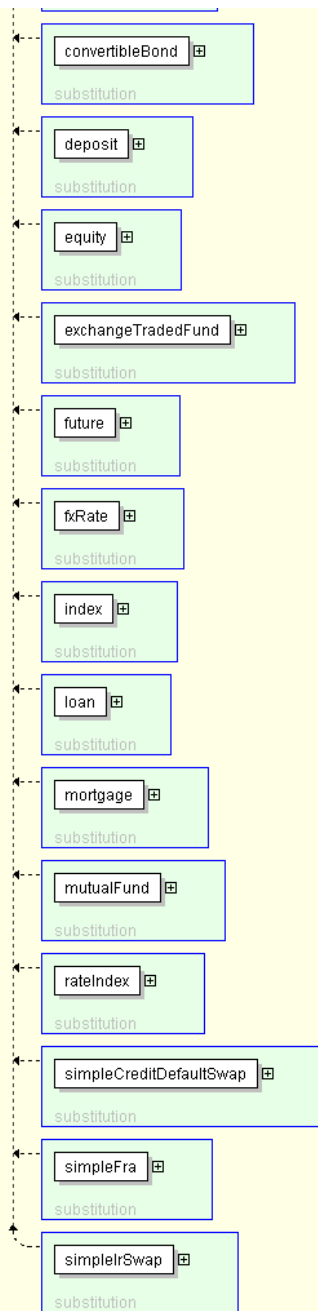 convertibleBond
substitution
deposit
substitution
equity
substitution
exchangeTradedFund
substitution
future
substitution
fxRate
substitution
index
substitution
loan
substitution
mortgage
substitution
mutualFund
substitution
rateIndex
substitution
simpleCreditDefaultSwap
substitution
simpleFra
substitution
simpleIrSwap
substitution